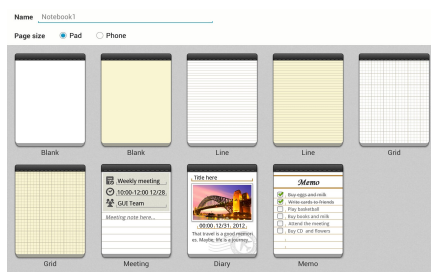 Name Notebook1
Page size Pad Phone
Blank Blank Line Line Grid
Weekly meeting
10:00-12:00 12/28
GUI Team
Meeting note here...
Title here
00:00, 12/31, 2012
That travel is a good memori
es. Maybe, life is a journey.
Memo
Buy eggs and milk
Write cards to friends
Play basketball
Buy books and milk
Attend the meeting
Buy CD and flowers
Grid Meeting Diary Memo